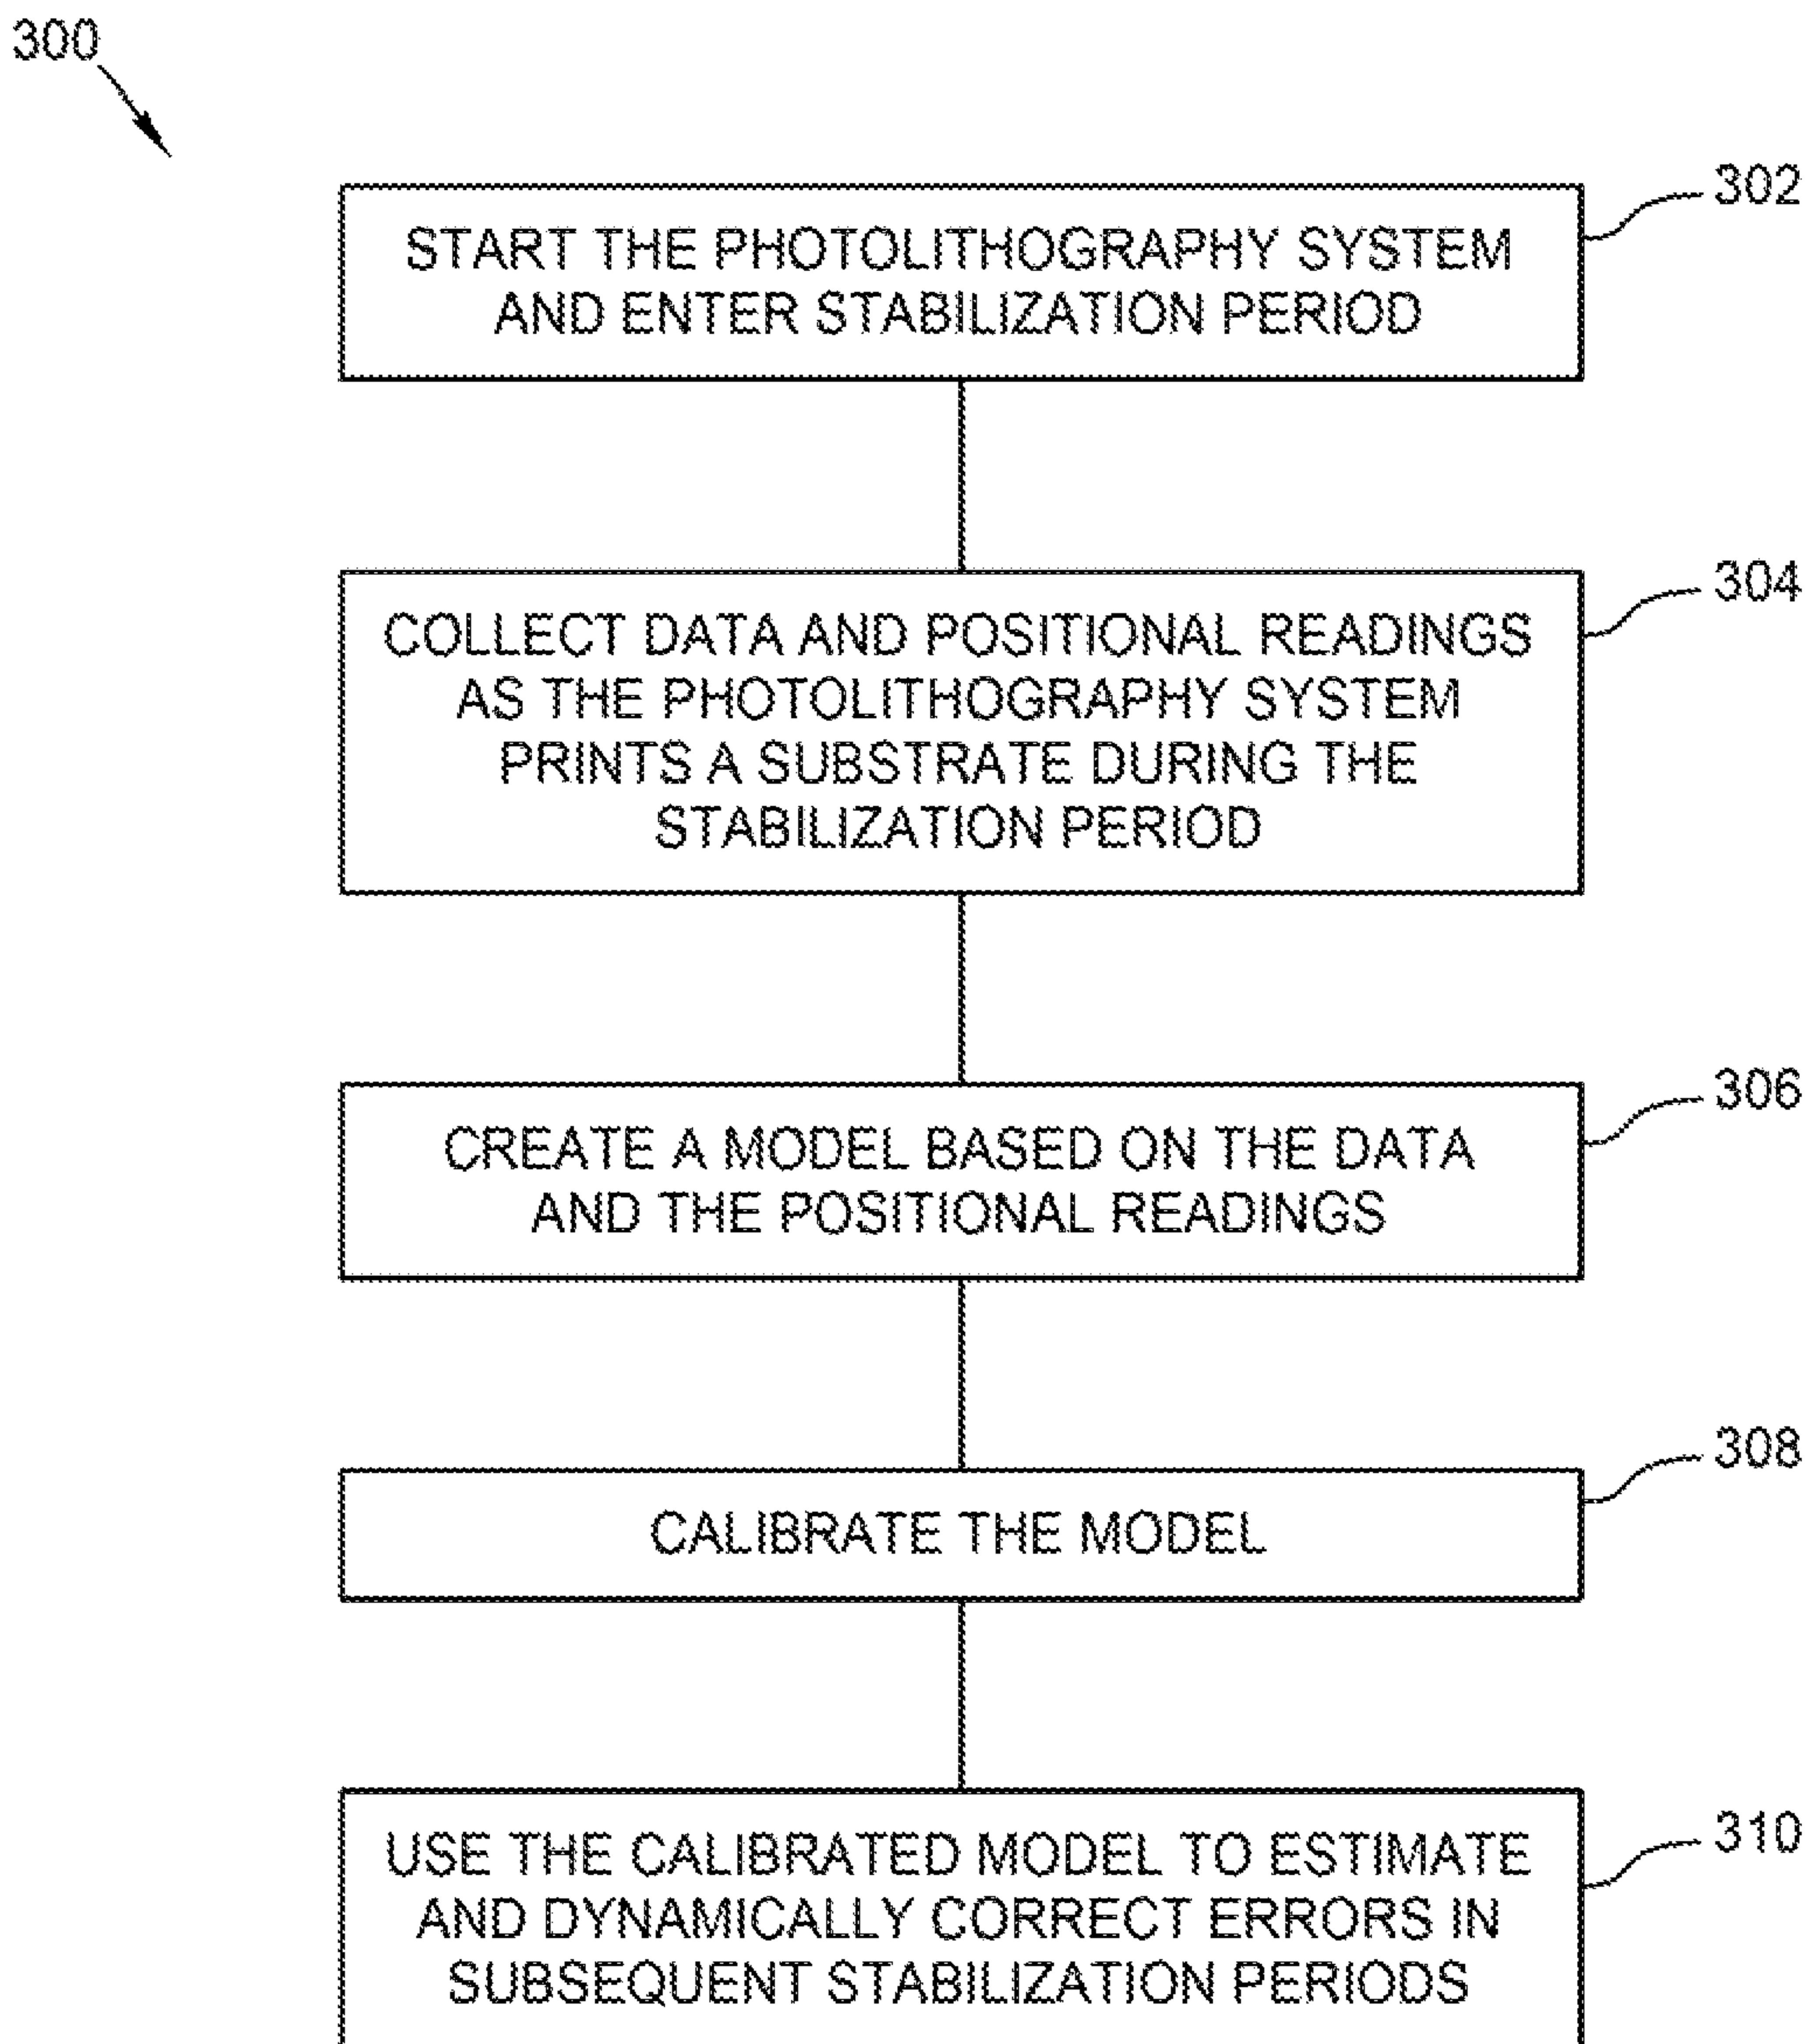 300
302
START THE PHOTOLITHOGRAPHY SYSTEM
AND ENTER STABILIZATION PERIOD
304
COLLECT DATA AND POSITIONAL READINGS
AS THE PHOTOLITHOGRAPHY SYSTEM
PRINTS A SUBSTRATE DURING THE
STABILIZATION PERIOD
306
CREATE A MODEL BASED ON THE DATA
AND THE POSITIONAL READINGS
308
CALIBRATE THE MODEL
310
USE THE CALIBRATED MODEL TO ESTIMATE
AND DYNAMICALLY CORRECT ERRORS IN
SUBSEQUENT STABILIZATION PERIODS